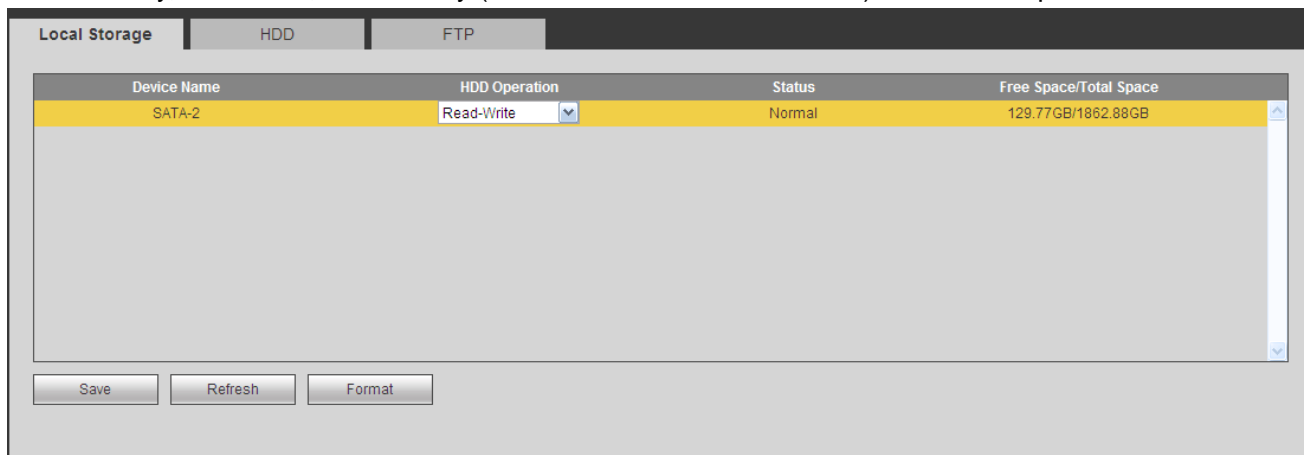 Local Storage HDD FTP
Device Name HDD Operation Status Free Space/Total Space
SATA-2 Read-Write Normal 129.77GB/1862.88GB
Save Refresh Format